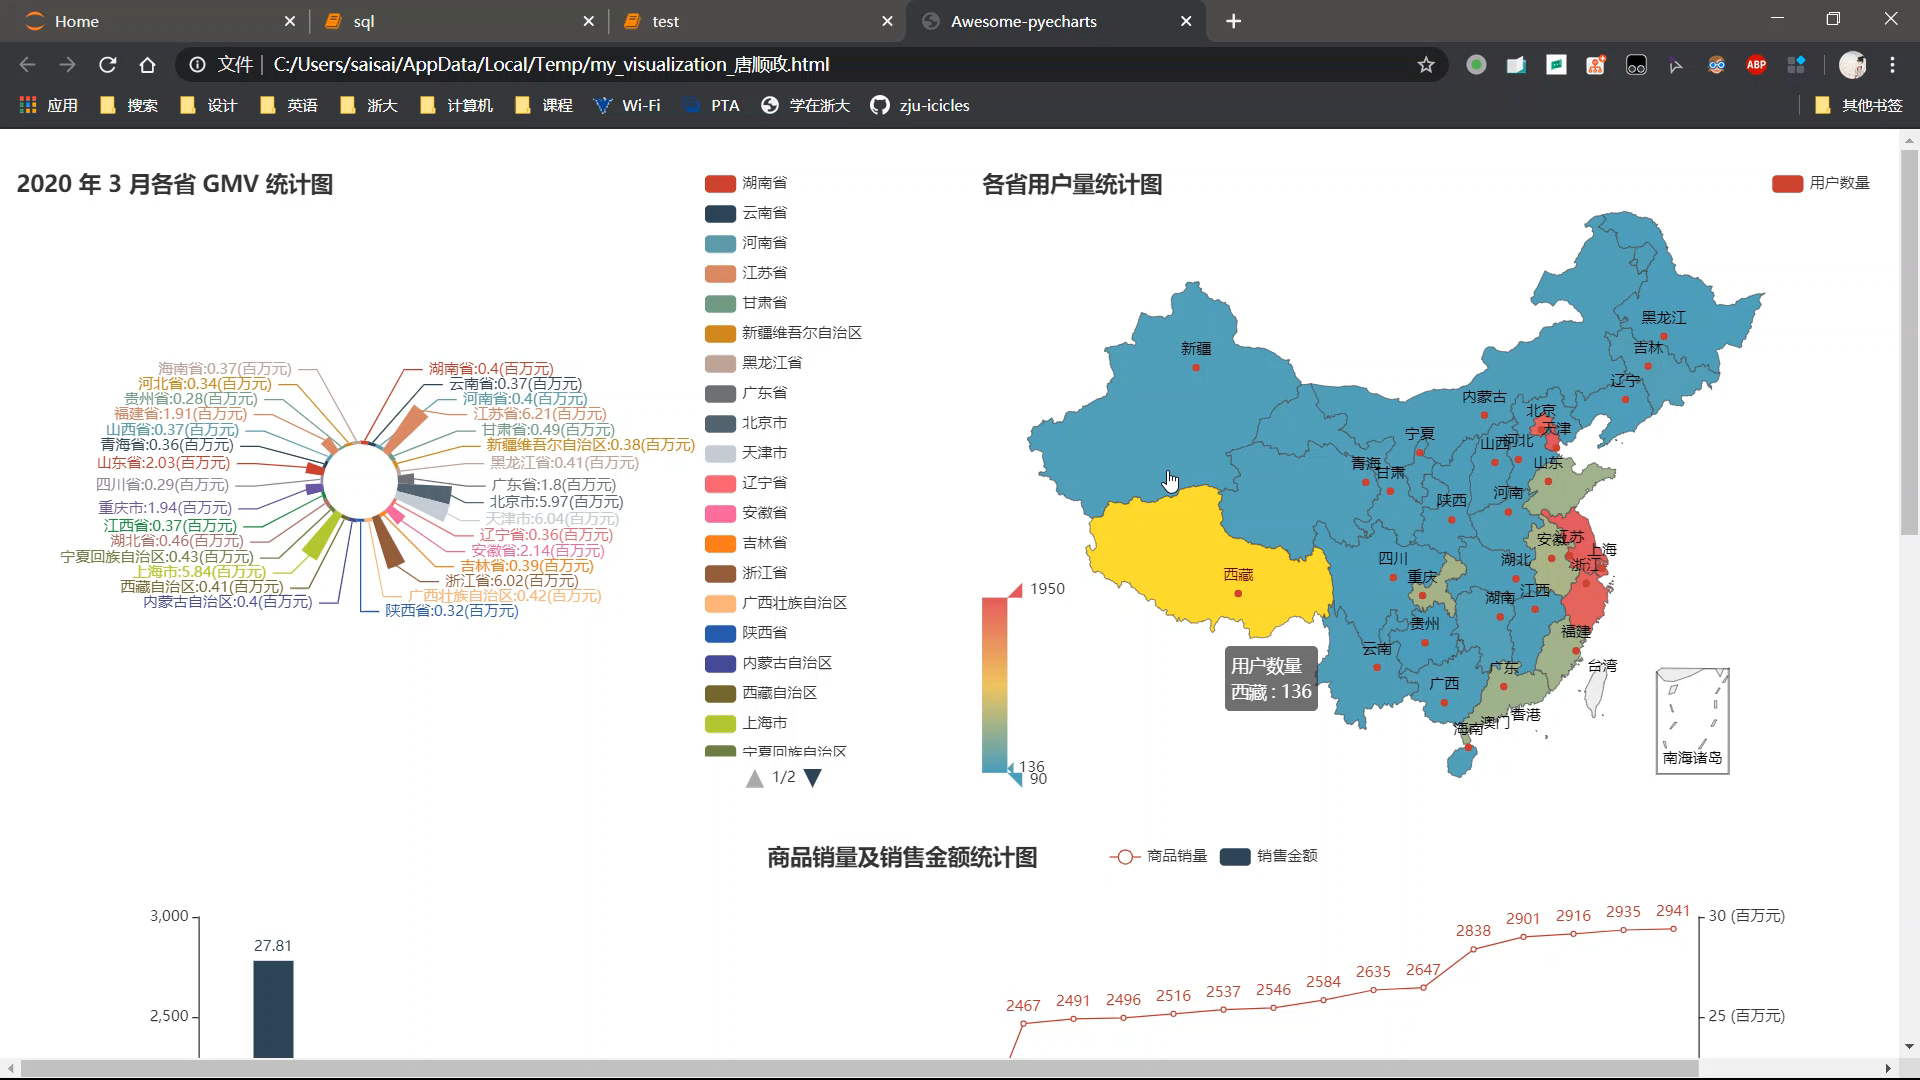 Home
sql
test
Awesome-pyecharts
文件 C:/Users/saisai/AppData/Local/Temp/my_visualization_唐顺政.html
ABP
应用 搜索 设计 英语 浙大 计算机 课程 Wi-Fi PTA 学在浙大 zju-icicles 其他书签
2020 年 3 月各省 GMV 统计图
海南省:0.37(百万元)
河北省:0.34(百万元)
贵州省:0.28(百万元)
福建省:1.91(百万元)
山西省:0.37(百万元)
青海省:0.36(百万元)
山东省:2.03(百万元)
四川省:0.29(百万元)
重庆市:1.94(百万元)
江西省:0.37(百万元)
湖北省:0.46(百万元)
宁夏回族自治区:0.43(百万元)
上海市:5.84(百万元)
西藏自治区:0.41(百万元)
内蒙古自治区:0.4(百万元)
湖南省:0.4(百万元)
云南省:0.37(百万元)
河南省:0.4(百万元)
江苏省:6.21(百万元)
甘肃省:0.49(百万元)
新疆维吾尔自治区:0.38(百万元)
黑龙江省:0.41(百万元)
广东省:1.8(百万元)
北京市:5.97(百万元)
天津市:6.04(百万元)
辽宁省:0.36(百万元)
安徽省:2.14(百万元)
吉林省:0.39(百万元)
浙江省:6.02(百万元)
广西壮族自治区:0.42(百万元)
陕西省:0.32(百万元)
湖南省
云南省
河南省
江苏省
甘肃省
新疆维吾尔自治区
黑龙江省
广东省
北京市
天津市
辽宁省
安徽省
吉林省
浙江省
广西壮族自治区
陕西省
内蒙古自治区
西藏自治区
上海市
宁夏回族自治区
1/2
各省用户量统计图
用户数量
黑龙江
吉林
新疆
辽宁
内蒙古
北京
天津
宁夏
山西
河北
青海
甘肃
山东
陕西
河南
安徽
江苏
上海
四川
湖北
浙江
西藏
重庆
湖南
江西
贵州
福建
云南
广东
台湾
广西
香港
澳门
海南
南海诸岛
用户数量
西藏 : 136
1950
136
90
商品销量及销售金额统计图
商品销量
销售金额
3,000
2,500
27.81
2467
2491
2496
2516
2537
2546
2584
2635
2647
2838
2901
2916
2935
2941
30 (百万元)
25 (百万元)